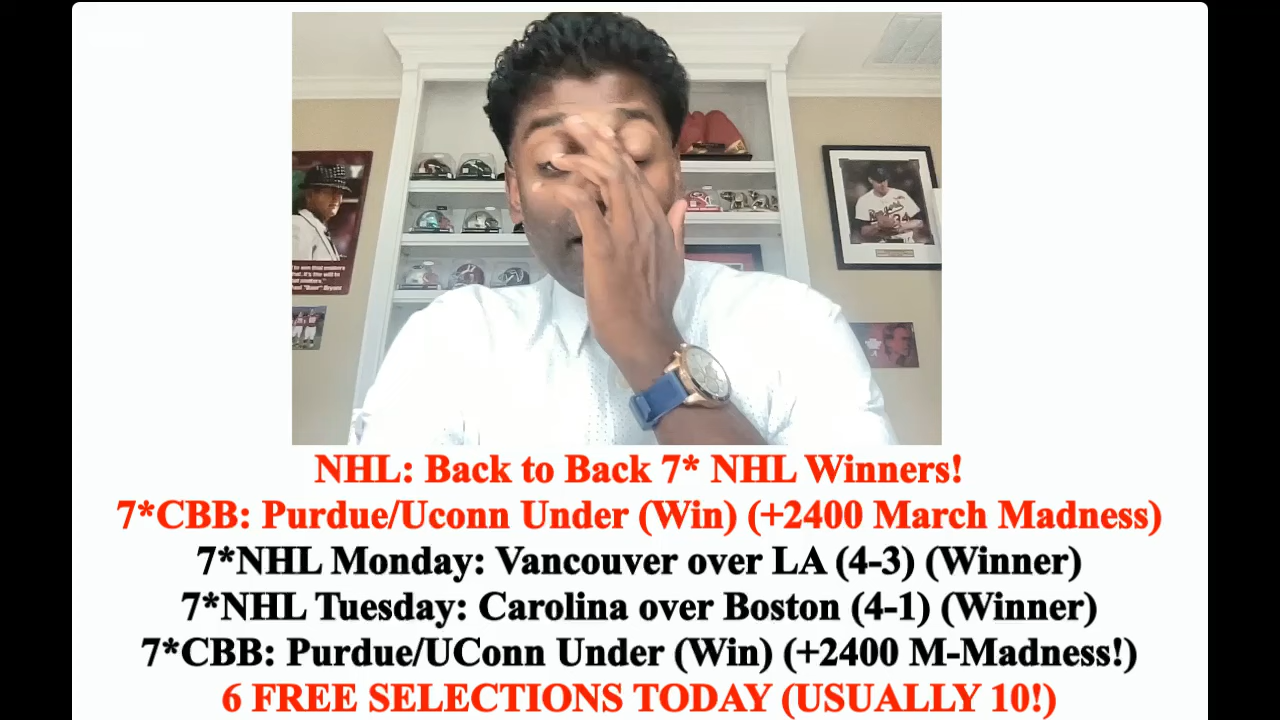 NHL: Back to Back 7* NHL Winners!
7*CBB: Purdue/Uconn Under (Win) (+2400 March Madness)
7*NHL Monday: Vancouver over LA (4-3) (Winner)
7*NHL Tuesday: Carolina over Boston (4-1) (Winner)
7*CBB: Purdue/UConn Under (Win) (+2400 M-Madness!)
6 FREE SELECTIONS TODAY (USUALLY 10!)